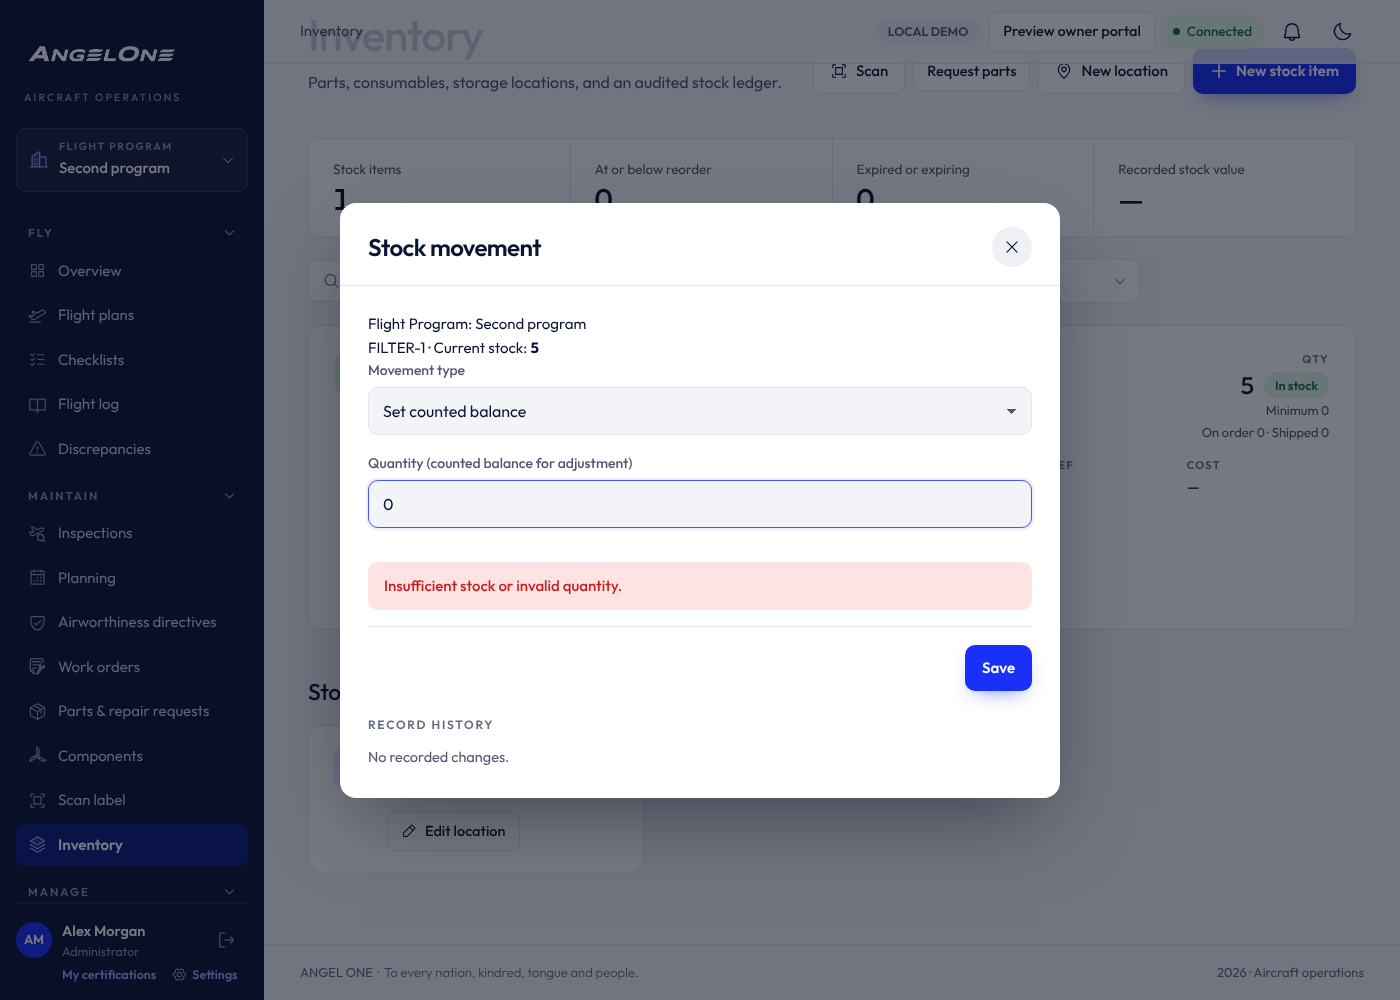 ANGELONE
AIRCRAFT OPERATIONS
FLIGHT PROGRAM
Second program
FLY
Overview
Flight plans
Checklists
Flight log
Discrepancies
MAINTAIN
Inspections
Planning
Airworthiness directives
Work orders
Parts & repair requests
Components
Scan label
Inventory
MANAGE
AM
Alex Morgan
Administrator
My certifications
Settings
Inventory
Inventory
LOCAL DEMO
Preview owner portal
Connected
Parts, consumables, storage locations, and an audited stock ledger.
Scan
Request parts
New location
New stock item
Stock items
1
At or below reorder
0
Expired or expiring
0
Recorded stock value
—
Stock movement
Flight Program: Second program
FILTER-1 · Current stock: 5
Movement type
Set counted balance
Quantity (counted balance for adjustment)
0
Insufficient stock or invalid quantity.
Save
RECORD HISTORY
No recorded changes.
QTY
5
In stock
Minimum 0
On order 0 · Shipped 0
EF
COST
—
Sto
Edit location
ANGEL ONE · To every nation, kindred, tongue and people.
2026 · Aircraft operations